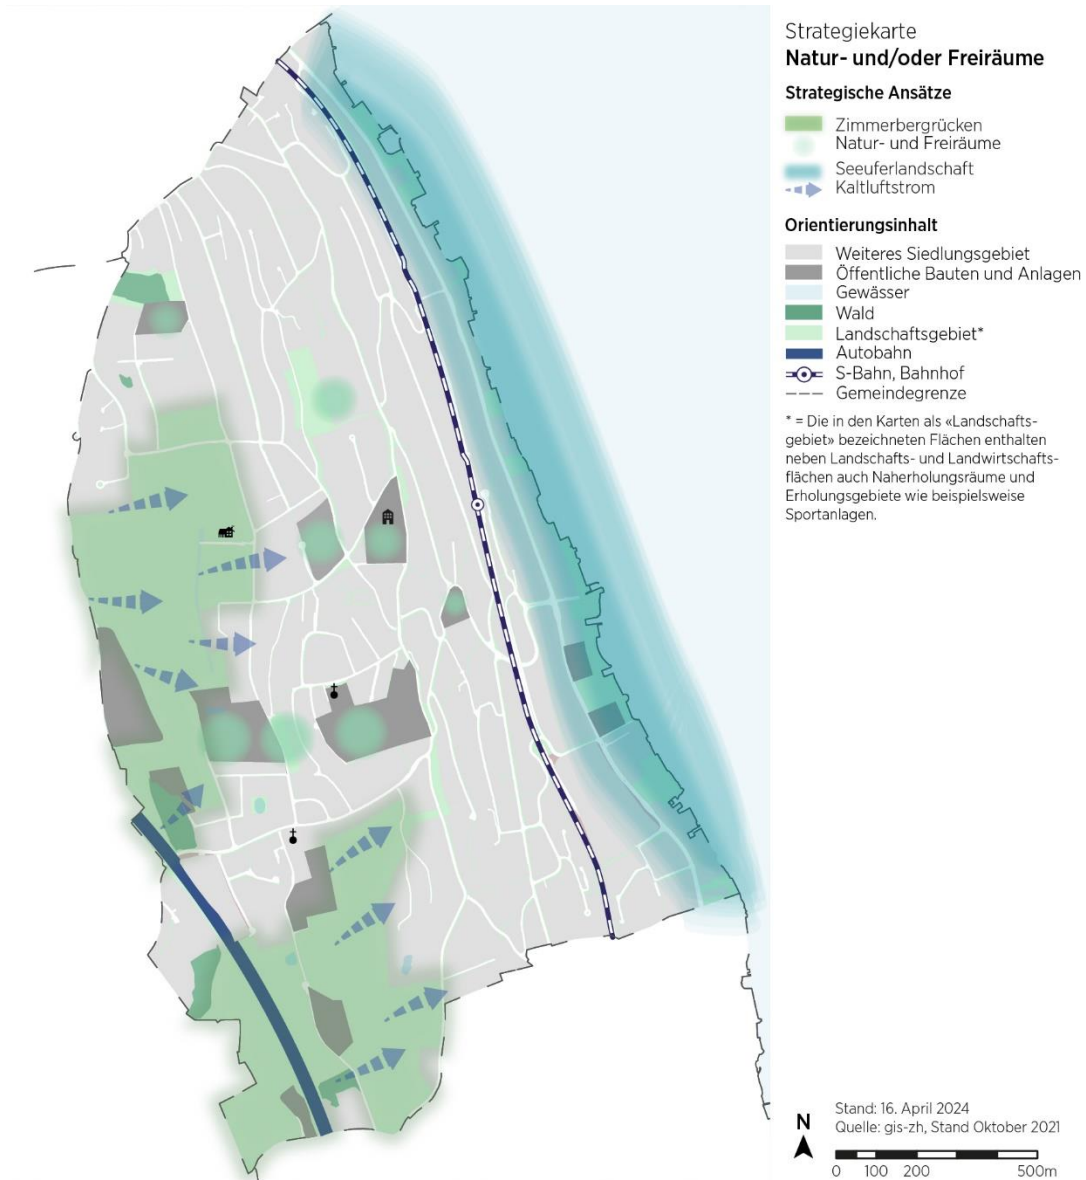 Strategiekarte
Natur- und/oder Freiräume
Strategische Ansätze
Zimmerbergrücken
Natur- und Freiräume
Seeuferlandschaft
Kaltluftstrom
Orientierungsinhalt
Weiteres Siedlungsgebiet
Öffentliche Bauten und Anlagen
Gewässer
Wald
Landschaftsgebiet*
Autobahn
S-Bahn, Bahnhof
Gemeindegrenze
* = Die in den Karten als «Landschafts-
gebiet» bezeichneten Flächen enthalten
neben Landschafts- und Landwirtschafts-
flächen auch Naherholungsräume und
Erholungsgebiete wie beispielsweise
Sportanlagen.
Stand: 16. April 2024
Quelle: gis-zh, Stand Oktober 2021
N
0 100 200 500m